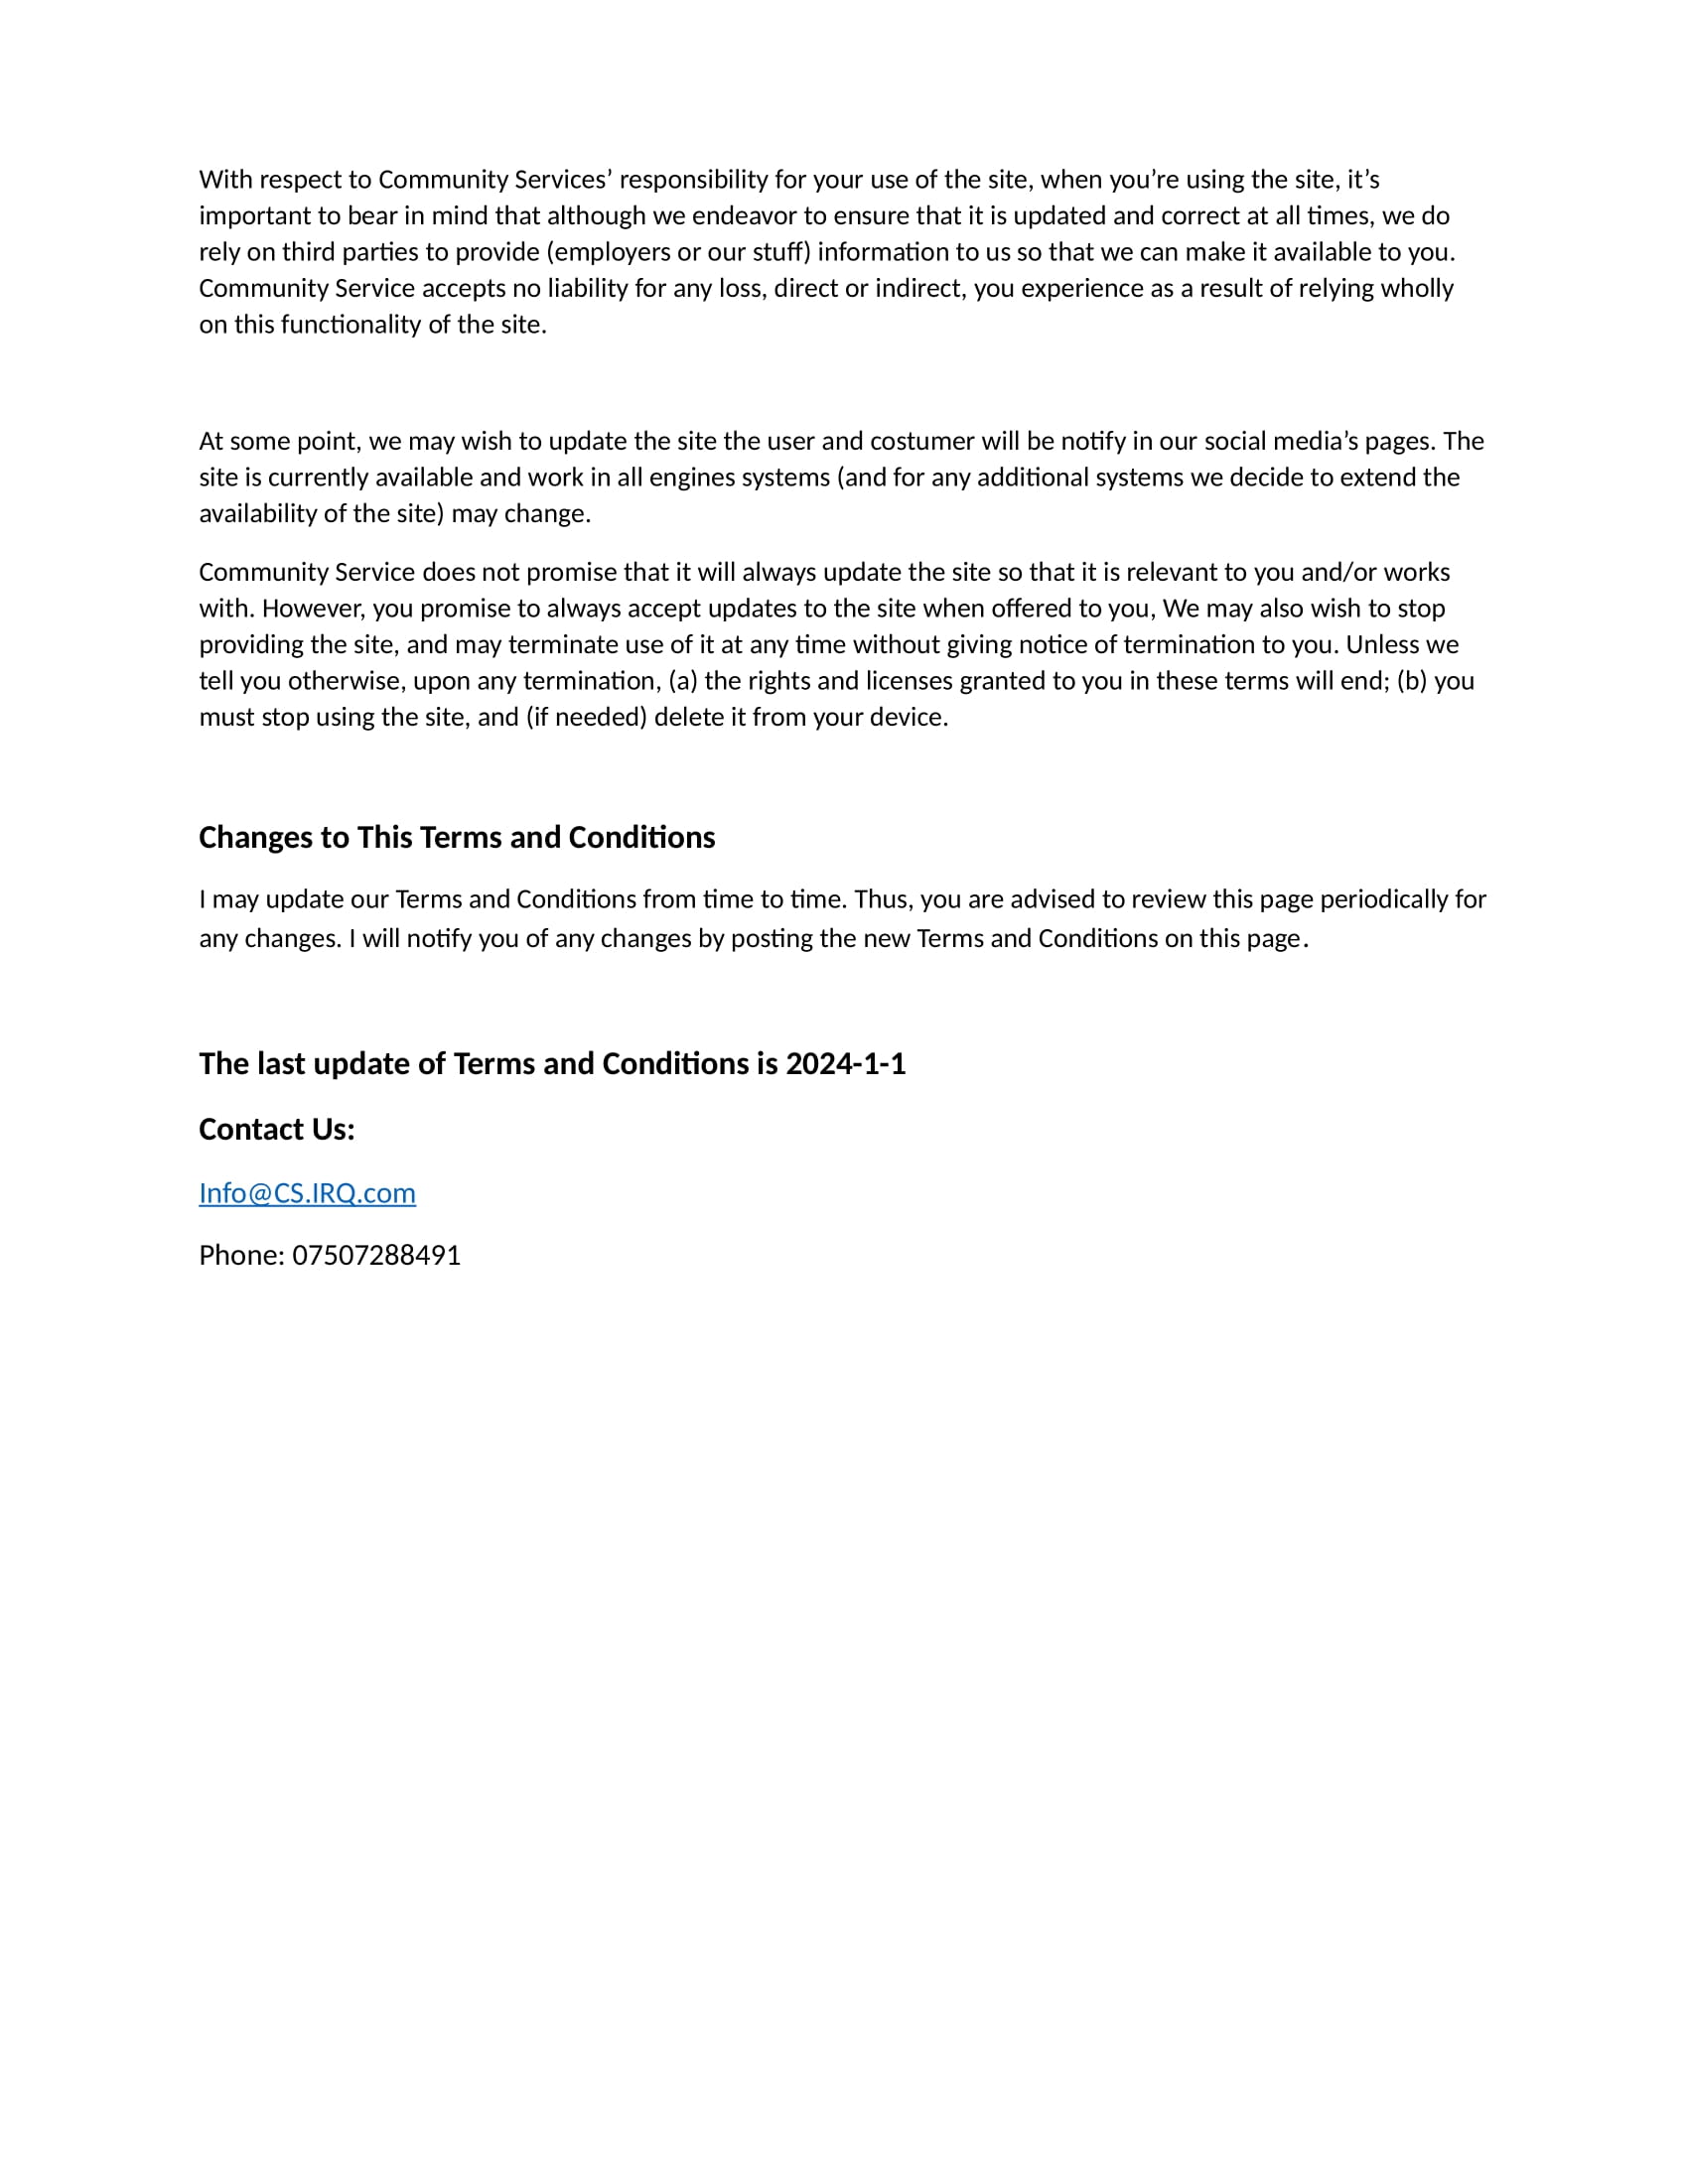 With respect to Community Services’ responsibility for your use of the site, when you’re using the site, it’s
important to bear in mind that although we endeavor to ensure that it is updated and correct at all times, we do
rely on third parties to provide (employers or our stuff) information to us so that we can make it available to you.
Community Service accepts no liability for any loss, direct or indirect, you experience as a result of relying wholly
on this functionality of the site.
At some point, we may wish to update the site the user and costumer will be notify in our social media’s pages. The
site is currently available and work in all engines systems (and for any additional systems we decide to extend the
availability of the site) may change.
Community Service does not promise that it will always update the site so that it is relevant to you and/or works
with. However, you promise to always accept updates to the site when offered to you, We may also wish to stop
providing the site, and may terminate use of it at any time without giving notice of termination to you. Unless we
tell you otherwise, upon any termination, (a) the rights and licenses granted to you in these terms will end; (b) you
must stop using the site, and (if needed) delete it from your device.
Changes to This Terms and Conditions
I may update our Terms and Conditions from time to time. Thus, you are advised to review this page periodically for
any changes. I will notify you of any changes by posting the new Terms and Conditions on this page.
The last update of Terms and Conditions is 2024-1-1
Contact Us:
Info@CS.IRQ.com
Phone: 07507288491